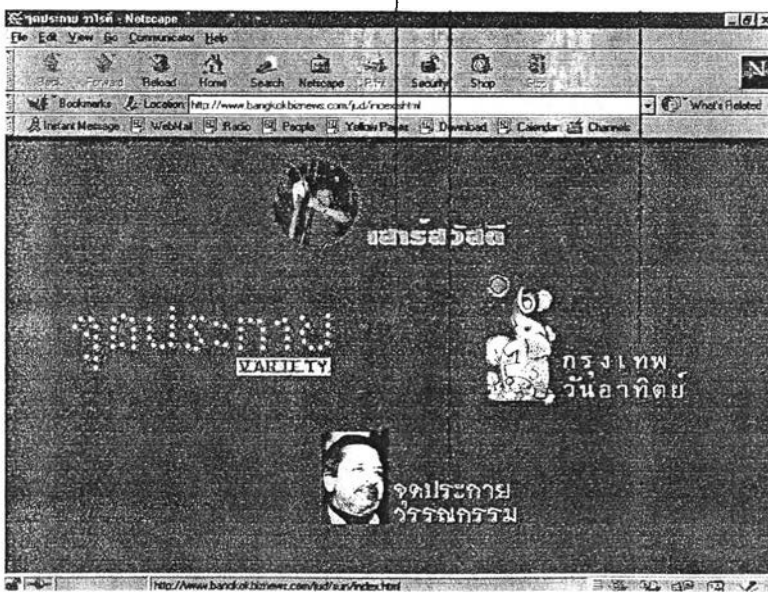 จุดประกาย วาไรตี้ - Netscape
File Edit View Go Communicator Help
Back Forward Reload Home Search Netscape Print Security Shop Stop
Bookmarks Location: http://www.bangkokbiznews.com/jud/index.shtml What's Related
Instant Message WebMail Radio People Yellow Pages Download Calendar Channels
เสาร์สวัสดี
จุดประกาย
VARIETY
กรุงเทพ
วันอาทิตย์
จุดประกาย
วรรณกรรม
http://www.bangkokbiznews.com/jud/sun/index.html